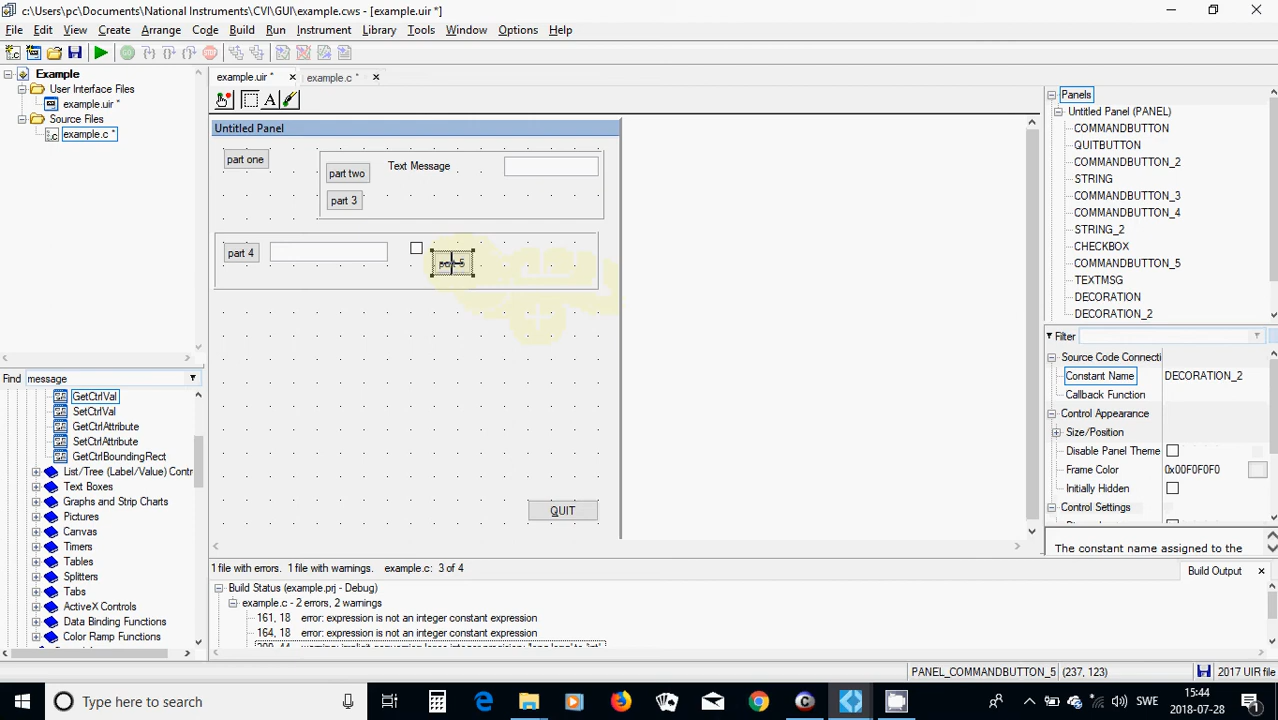 c:\Users\pc\Documents\National Instruments\CVI\GUI\example.cws - [example.uir *]
File Edit View Create Arrange Code Build Run Instrument Library Tools Window Options Help
Example
User Interface Files
example.uir *
Source Files
example.c *
example.uir *
example.c *
Untitled Panel
part one
part two
Text Message
part 3
part 4
part 5
QUIT
Panels
Untitled Panel (PANEL)
COMMANDBUTTON
QUITBUTTON
COMMANDBUTTON_2
STRING
COMMANDBUTTON_3
COMMANDBUTTON_4
STRING_2
CHECKBOX
COMMANDBUTTON_5
TEXTMSG
DECORATION
DECORATION_2
Filter
Source Code Connecti
Constant Name DECORATION_2
Callback Function
Control Appearance
Size/Position
Disable Panel Theme
Frame Color 0x00F0F0F0
Initially Hidden
Control Settings
The constant name assigned to the
Find message
GetCtrlVal
SetCtrlVal
GetCtrlAttribute
SetCtrlAttribute
GetCtrlBoundingRect
List/Tree (Label/Value) Contr
Text Boxes
Graphs and Strip Charts
Pictures
Canvas
Timers
Tables
Splitters
Tabs
ActiveX Controls
Data Binding Functions
Color Ramp Functions
1 file with errors. 1 file with warnings. example.c: 3 of 4
Build Output
Build Status (example.prj - Debug)
example.c - 2 errors, 2 warnings
161, 18 error: expression is not an integer constant expression
164, 18 error: expression is not an integer constant expression
PANEL_COMMANDBUTTON_5 (237, 123)
2017 UIR file
Type here to search
SWE
15:44
2018-07-28